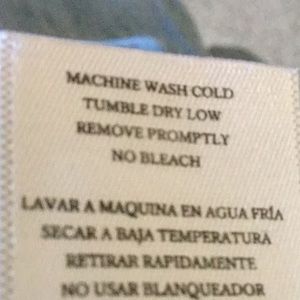 MACHINE WASH COLD
TUMBLE DRY LOW
REMOVE PROMPTLY
NO BLEACH
LAVAR A MAQUINA EN AGUA FRÍA
SECAR A BAJA TEMPERATURA
RETIRAR RAPIDAMENTE
NO USAR BLANQUEADOR